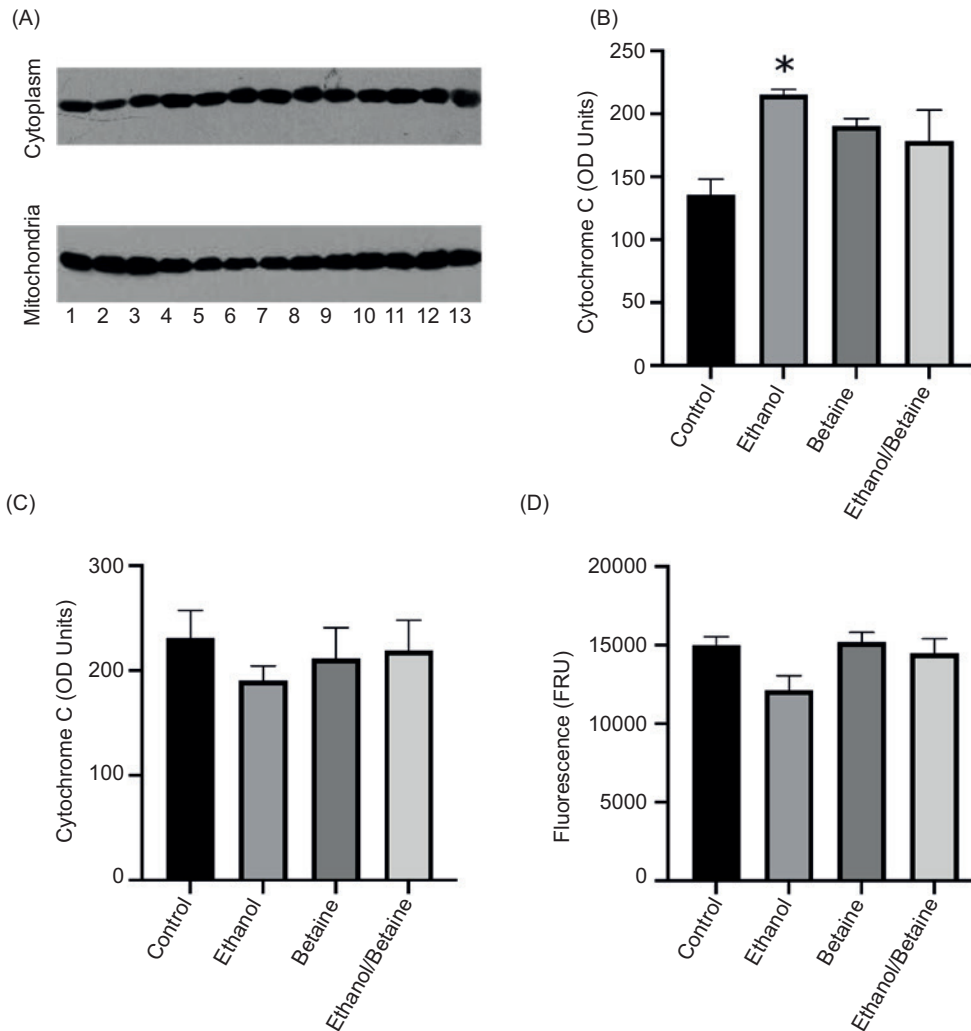 (A)
Cytoplasm
Mitochondria
1 2 3 4 5 6 7 8 9 10 11 12 13
(B)
Cytochrome C (OD Units)
250
200
150
100
50
0
*
Control
Ethanol
Betaine
Ethanol/Betaine
(C)
Cytochrome C (OD Units)
300
200
100
0
Control
Ethanol
Betaine
Ethanol/Betaine
(D)
Fluorescence (FRU)
20000
15000
10000
5000
0
Control
Ethanol
Betaine
Ethanol/Betaine